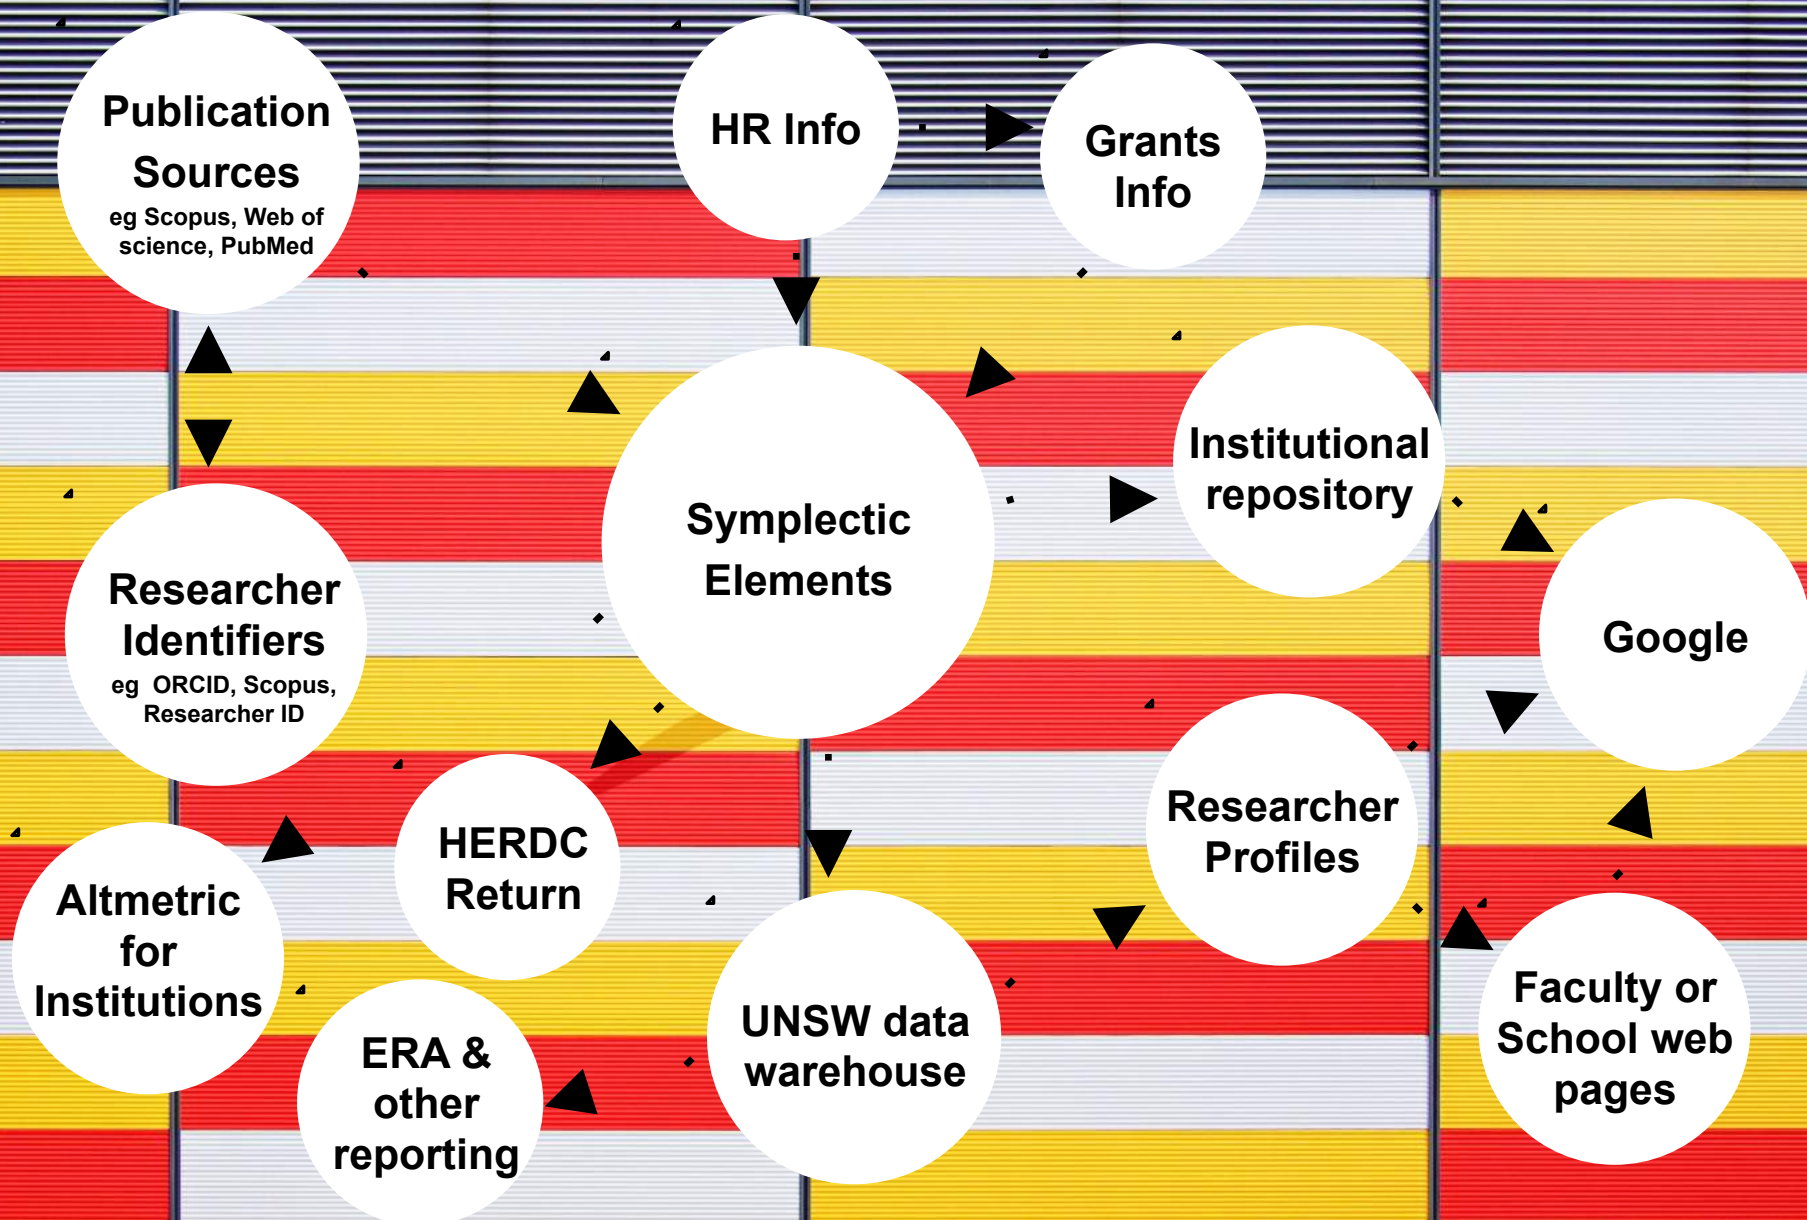 Publication
Sources
eg Scopus, Web of
science, PubMed
HR Info
Grants
Info
Institutional
repository
Symplectic
Elements
Google
Researcher
Identifiers
eg ORCID, Scopus,
Researcher ID
Researcher
Profiles
HERDC
Return
Altmetric
for
Institutions
UNSW data
warehouse
Faculty or
School web
pages
ERA &
other
reporting